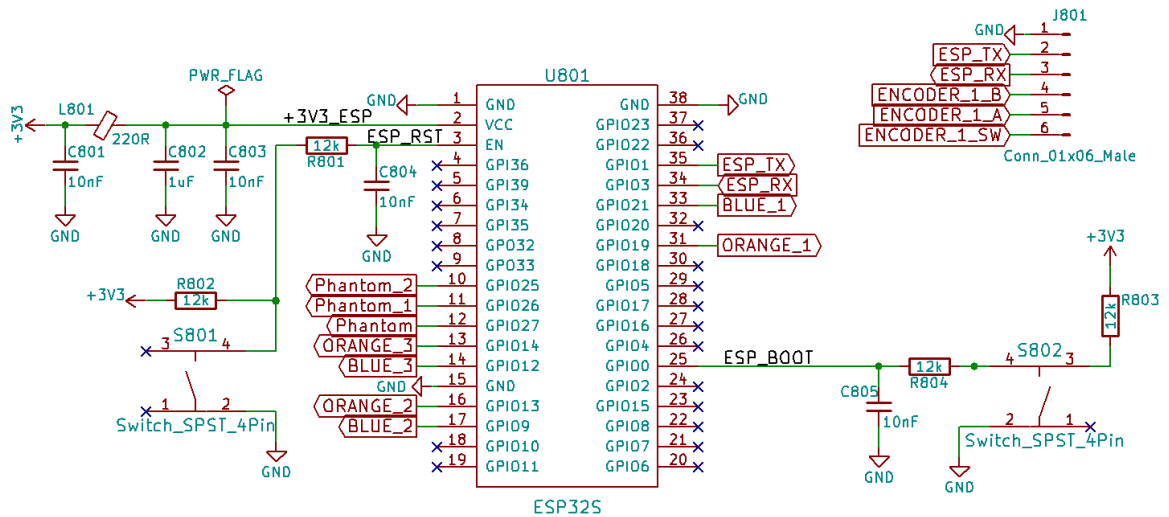 J801
GND 1
ESP_TX 2
ESP_RX 3
ENCODER_1_B 4
ENCODER_1_A 5
ENCODER_1_SW 6
Conn_01x06_Male
PWR_FLAG
U801
+3V3
L801
220R
+3V3_ESP
ESP_RST
C801
10nF
GND
C802
1uF
GND
C803
10nF
GND
12k
R801
C804
10nF
GND
GND 1 GND
2 VCC
3 EN
4 GPI36
5 GPI39
6 GPI34
7 GPI35
8 GPO32
9 GPO33
Phantom_2 10 GPIO25
Phantom_1 11 GPIO26
Phantom 12 GPIO27
ORANGE_3 13 GPIO14
BLUE_3 14 GPIO12
GND 15 GND
ORANGE_2 16 GPIO13
BLUE_2 17 GPIO9
18 GPIO10
19 GPIO11
GND 38 GND
GPIO23 37
GPIO22 36
GPIO1 35 ESP_TX
GPIO3 34 ESP_RX
GPIO21 33 BLUE_1
GPIO20 32
GPIO19 31 ORANGE_1
GPIO18 30
GPIO5 29
GPIO17 28
GPIO16 27
GPIO4 26
GPIO0 25 ESP_BOOT
GPIO2 24
GPIO15 23
GPIO8 22
GPIO7 21
GPIO6 20
ESP32S
+3V3
R802
12k
S801
3 4
1 2
Switch_SPST_4Pin
GND
C805
10nF
GND
12k
R804
S802
4 3
2 1
Switch_SPST_4Pin
GND
+3V3
12k
R803